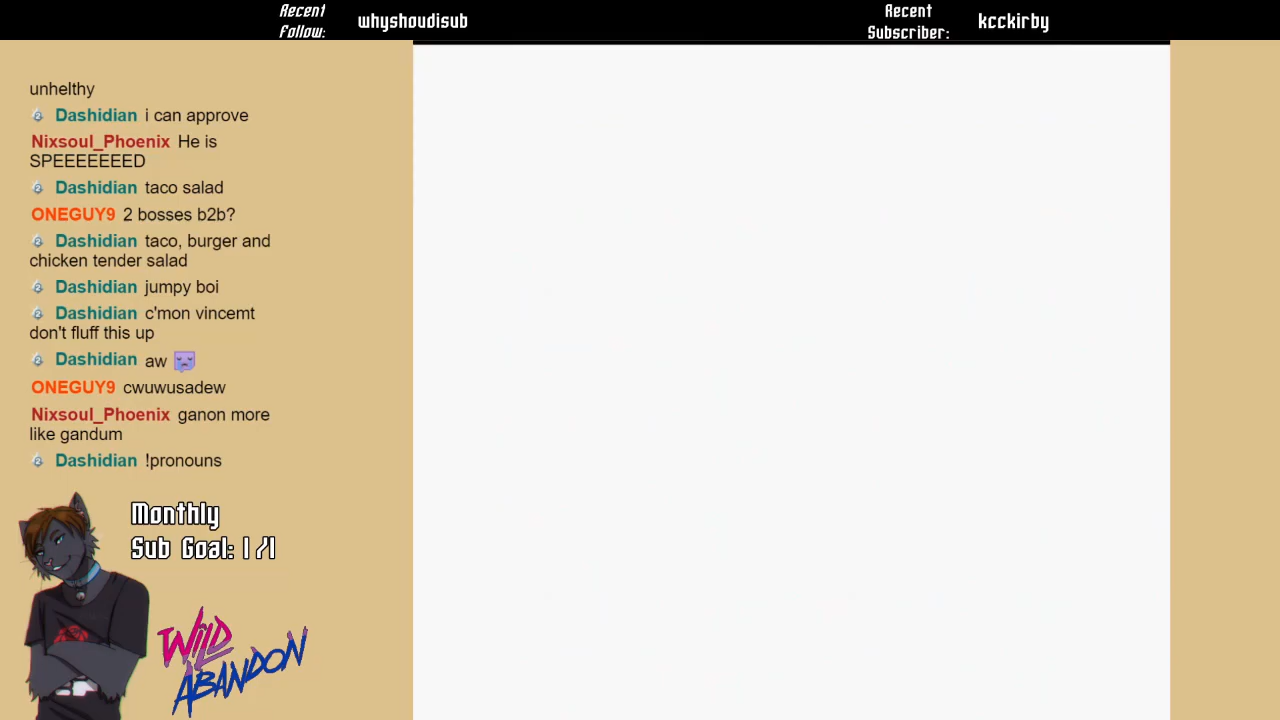 Recent
Follow:
whyshoudisub
Recent
Subscriber:
kcckirby
unhelthy
Dashidian i can approve
Nixsoul_Phoenix He is
SPEEEEEEED
Dashidian taco salad
ONEGUY9 2 bosses b2b?
Dashidian taco, burger and
chicken tender salad
Dashidian jumpy boi
Dashidian c'mon vincemt
don't fluff this up
Dashidian aw
ONEGUY9 cwuwusadew
Nixsoul_Phoenix ganon more
like gandum
Dashidian !pronouns
Monthly
Sub Goal: 1 /1
WILD
ABANDON